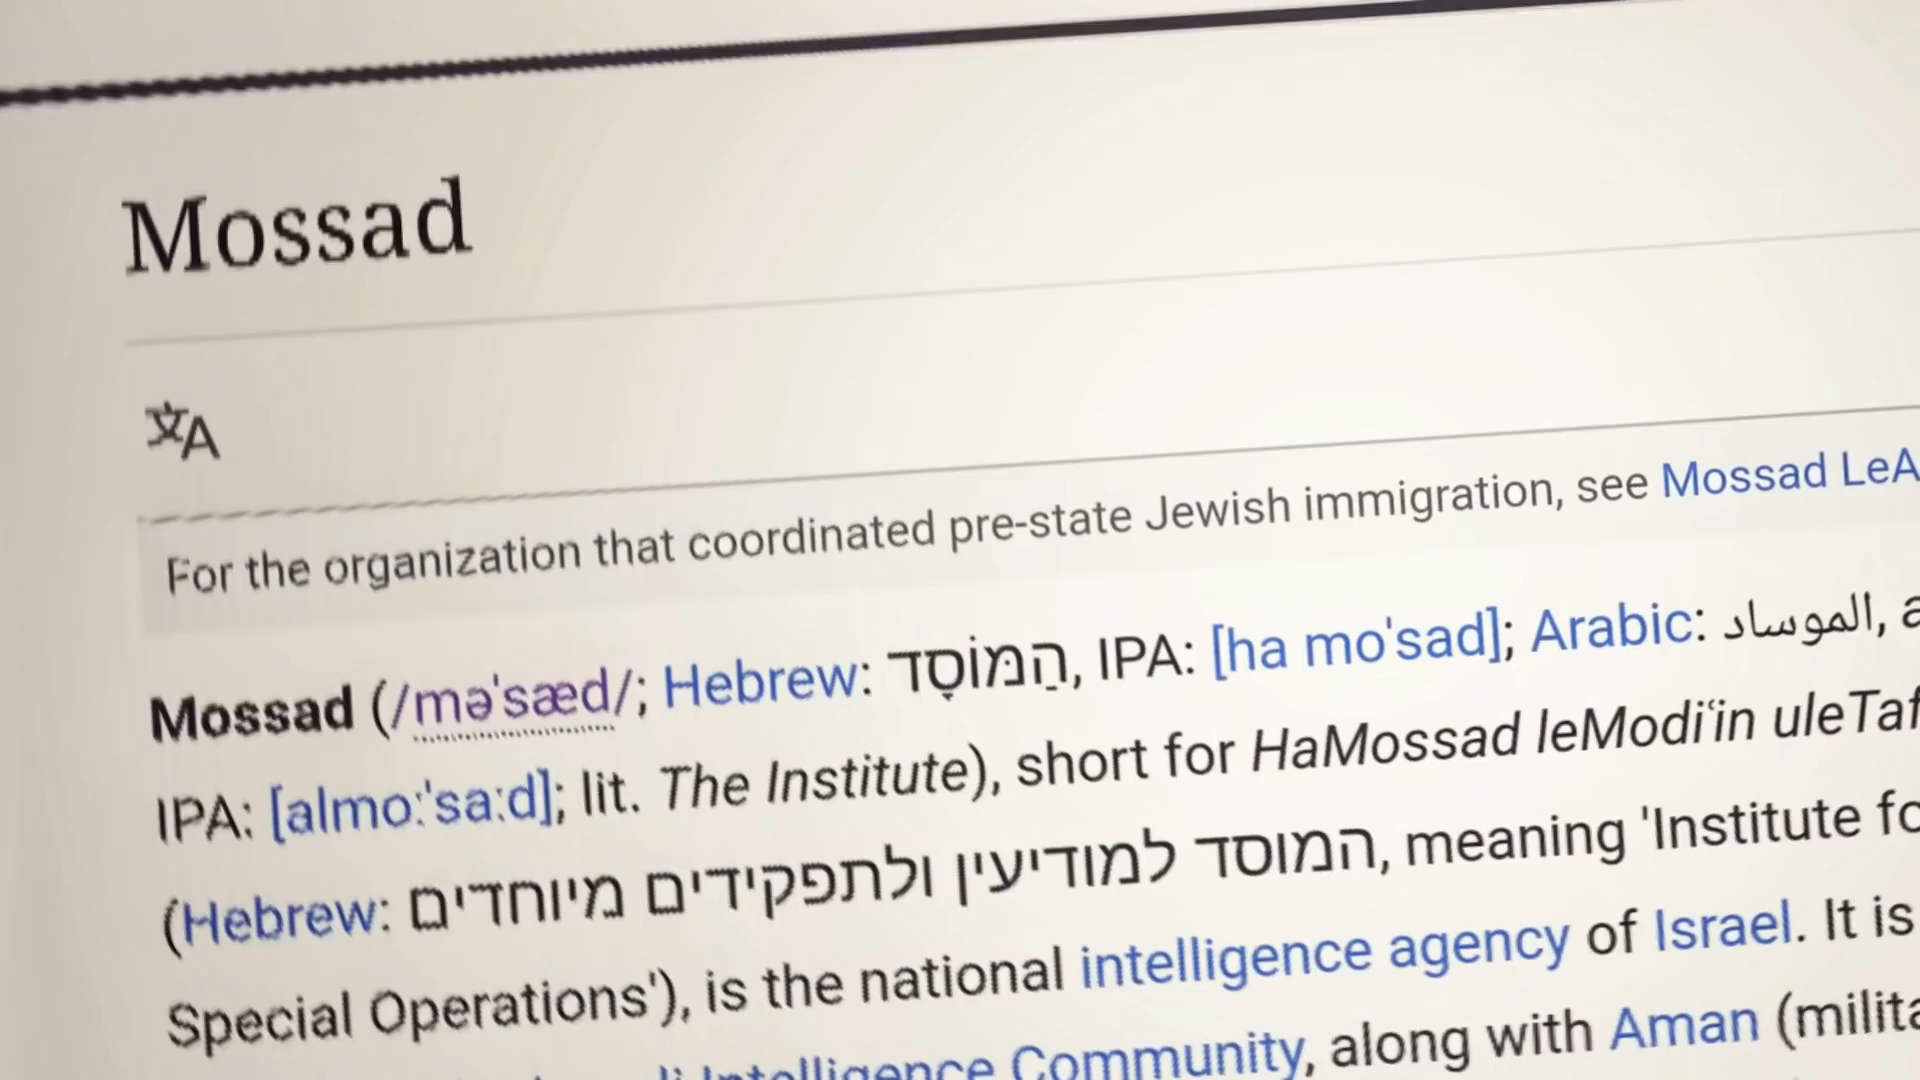 Mossad
文A
For the organization that coordinated pre-state Jewish immigration, see Mossad LeA
Mossad (/məˈsæd/; Hebrew: הַמּוֹסָד, IPA: [ha moˈsad]; Arabic: الموساد,
IPA: [almoːˈsaːd]; lit. The Institute), short for HaMossad leModiʿin uleTaf
(Hebrew: המוסד למודיעין ולתפקידים מיוחדים, meaning 'Institute fo
Special Operations'), is the national intelligence agency of Israel. It is
Intelligence Community, along with Aman (milita